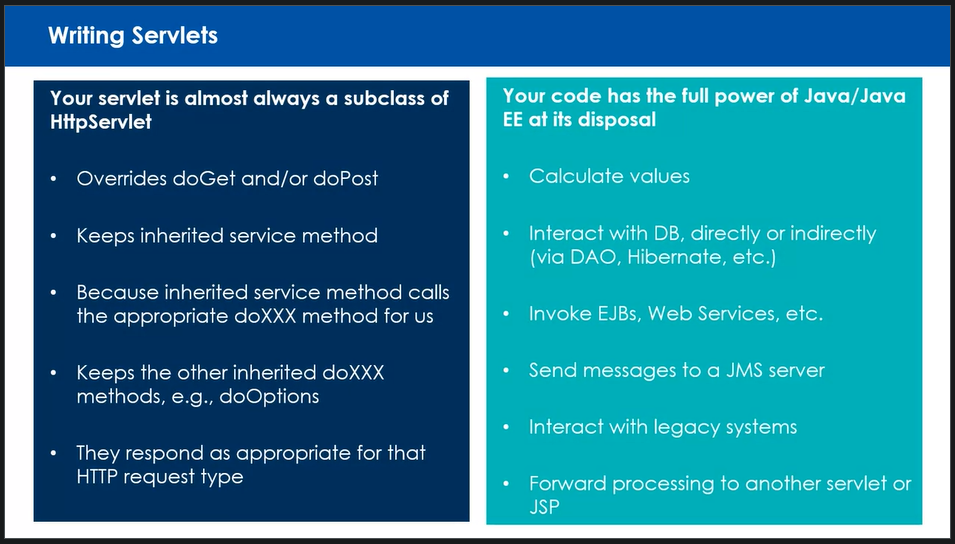 Writing Servlets
Your servlet is almost always a subclass of
HttpServlet
• Overrides doGet and/or doPost
• Keeps inherited service method
• Because inherited service method calls
the appropriate doXXX method for us
• Keeps the other inherited doXXX
methods, e.g., doOptions
• They respond as appropriate for that
HTTP request type
Your code has the full power of Java/Java
EE at its disposal
• Calculate values
• Interact with DB, directly or indirectly
(via DAO, Hibernate, etc.)
• Invoke EJBs, Web Services, etc.
• Send messages to a JMS server
• Interact with legacy systems
• Forward processing to another servlet or
JSP